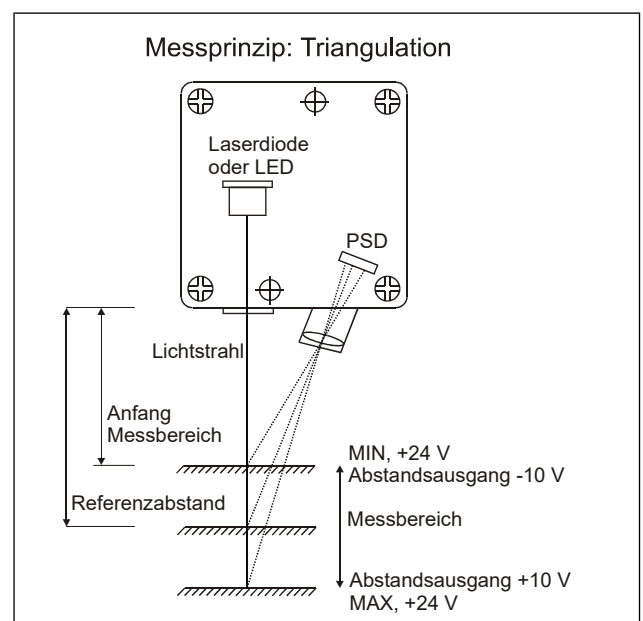 Messprinzip: Triangulation
Laserdiode
oder LED
PSD
Lichtstrahl
Anfang
Messbereich
MIN, +24 V
Abstandsausgang -10 V
Referenzabstand
Messbereich
Abstandsausgang +10 V
MAX, +24 V